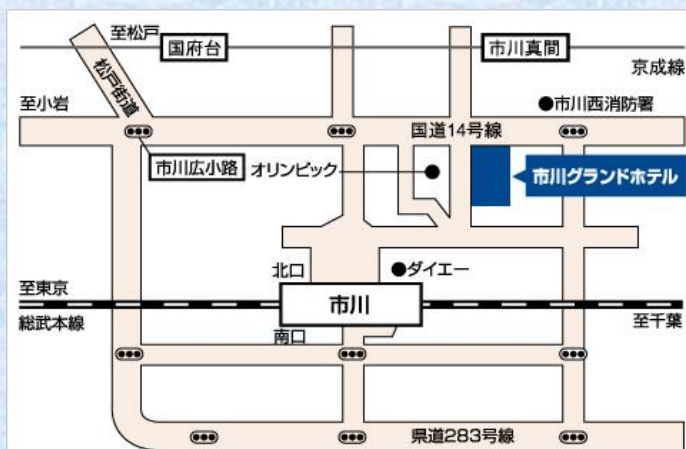 至松戸
国府台
市川真間
京成線
松戸街道
至小岩
市川西消防署
国道14号線
市川広小路
オリンピック
市川グランドホテル
北口
ダイエー
至東京
市川
総武本線
至千葉
南口
県道283号線